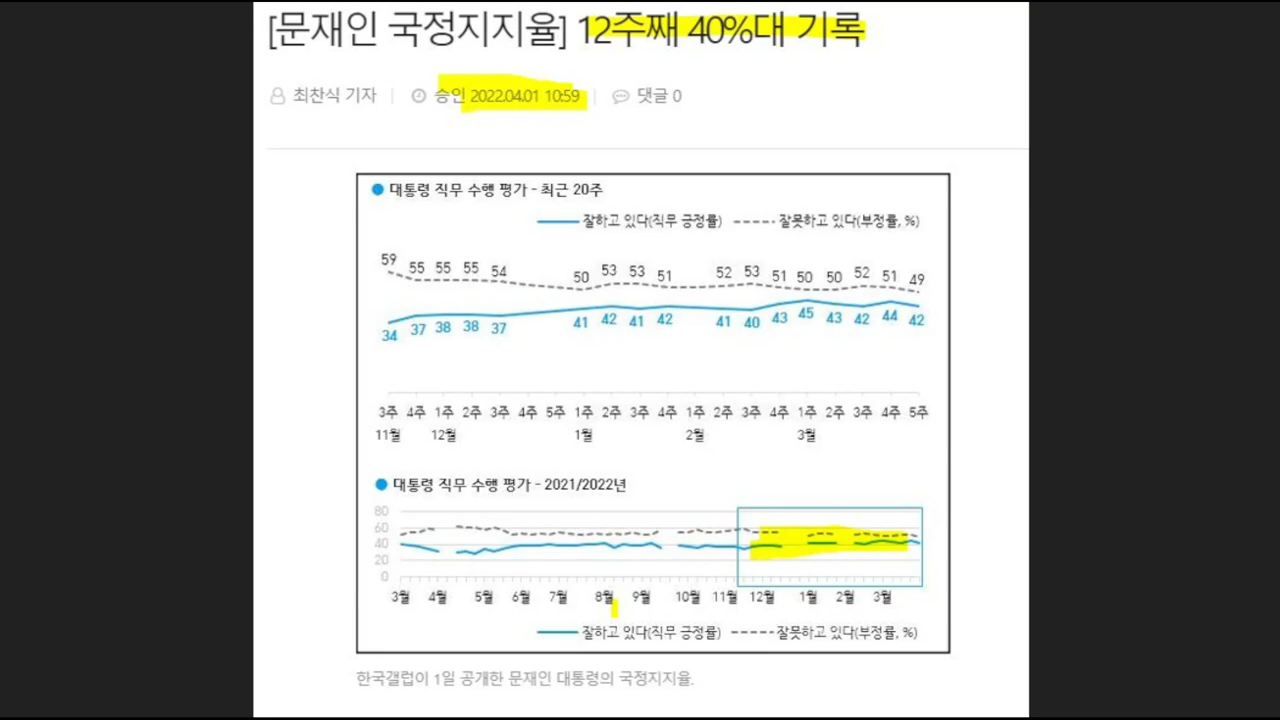 [문재인 국정지지율] 12주째 40%대 기록
최찬식 기자 | 승인 2022.04.01 10:59 | 댓글 0
대통령 직무 수행 평가 - 최근 20주
잘하고 있다(직무 긍정률) 잘못하고 있다(부정률, %)
59 55 55 55 54 50 53 53 51 52 53 51 50 50 52 51 49
34 37 38 38 37 41 42 41 42 41 40 43 45 43 42 44 42
3주 4주 1주 2주 3주 4주 5주 1주 2주 3주 4주 1주 2주 3주 4주 1주 2주 3주 4주 5주
11월 12월 1월 2월 3월
대통령 직무 수행 평가 - 2021/2022년
80
60
40
20
0
3월 4월 5월 6월 7월 8월 9월 10월 11월 12월 1월 2월 3월
잘하고 있다(직무 긍정률) 잘못하고 있다(부정률, %)
한국갤럽이 1일 공개한 문재인 대통령의 국정지지율.